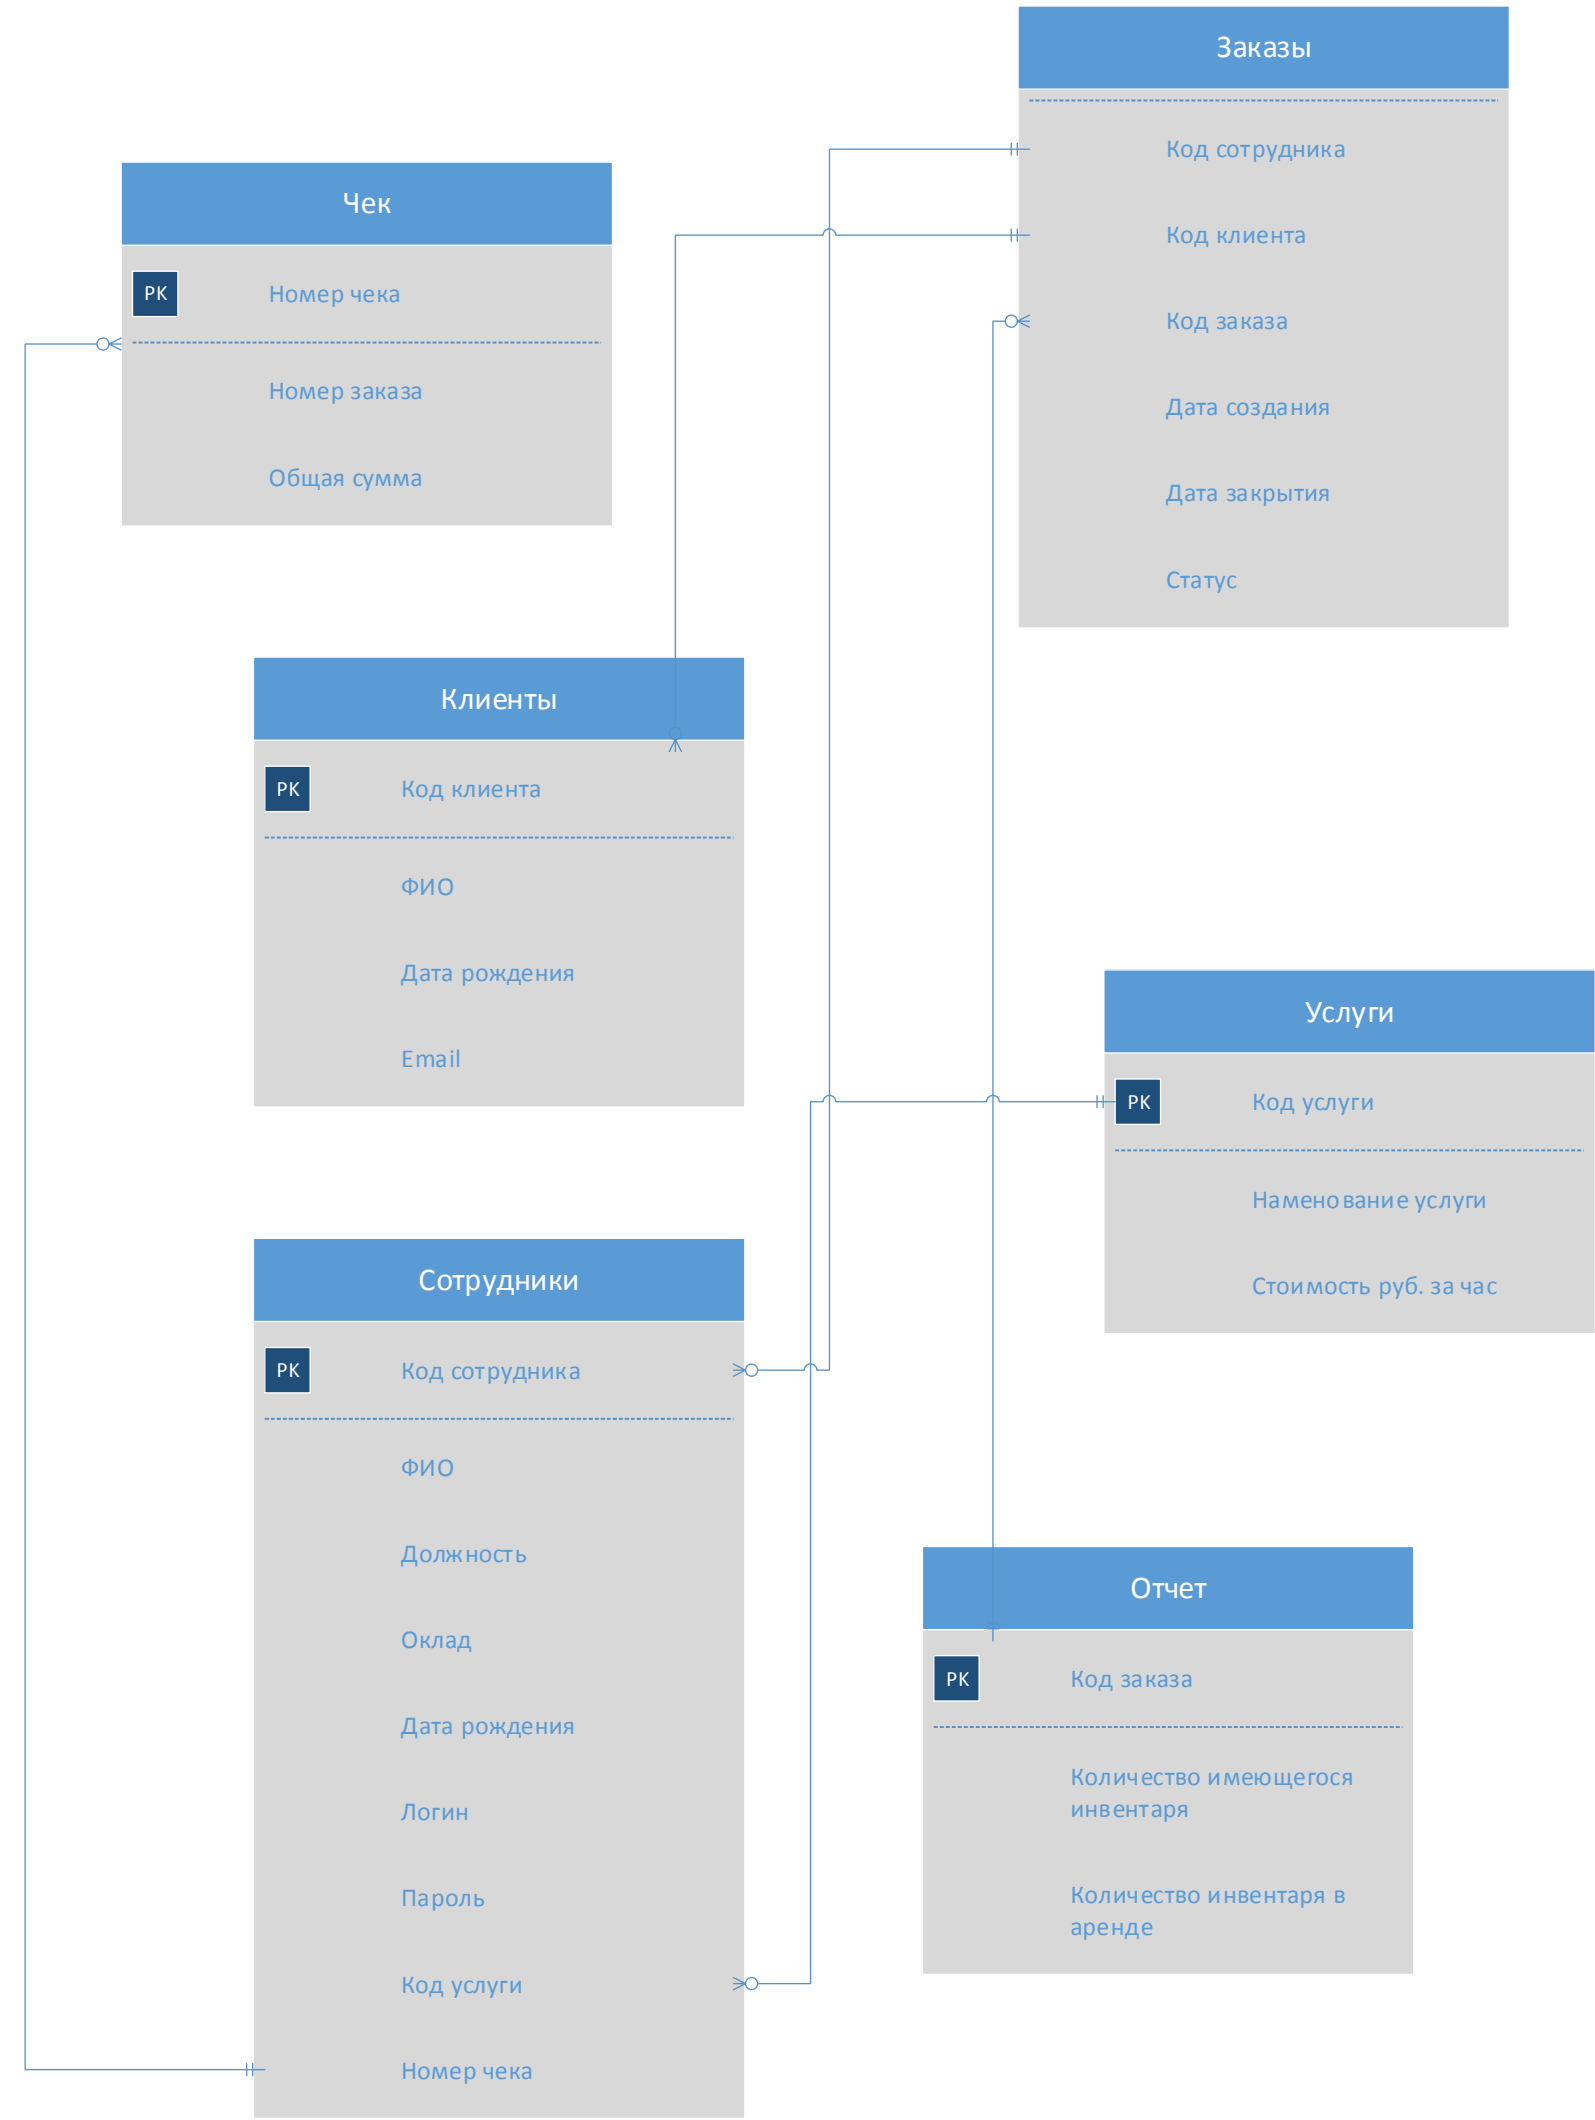 Заказы
Код сотрудника
Код клиента
Код заказа
Дата создания
Дата закрытия
Статус
Чек
PK
Номер чека
Номер заказа
Общая сумма
Клиенты
PK
Код клиента
ФИО
Дата рождения
Email
Услуги
PK
Код услуги
Наменование услуги
Стоимость руб. за час
Сотрудники
PK
Код сотрудника
ФИО
Должность
Оклад
Дата рождения
Логин
Пароль
Код услуги
Номер чека
Отчет
PK
Код заказа
Количество имеющегося
инвентаря
Количество инвентаря в
аренде